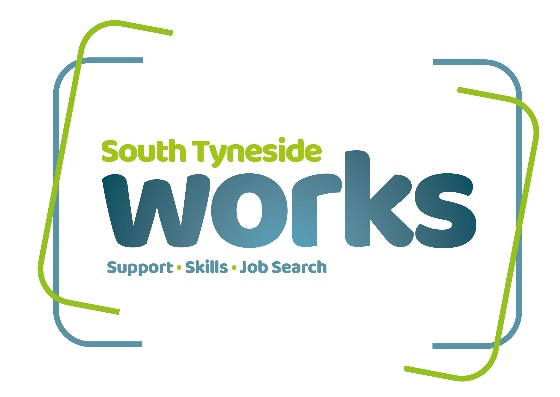 South Tyneside
works
Support • Skills • Job Search